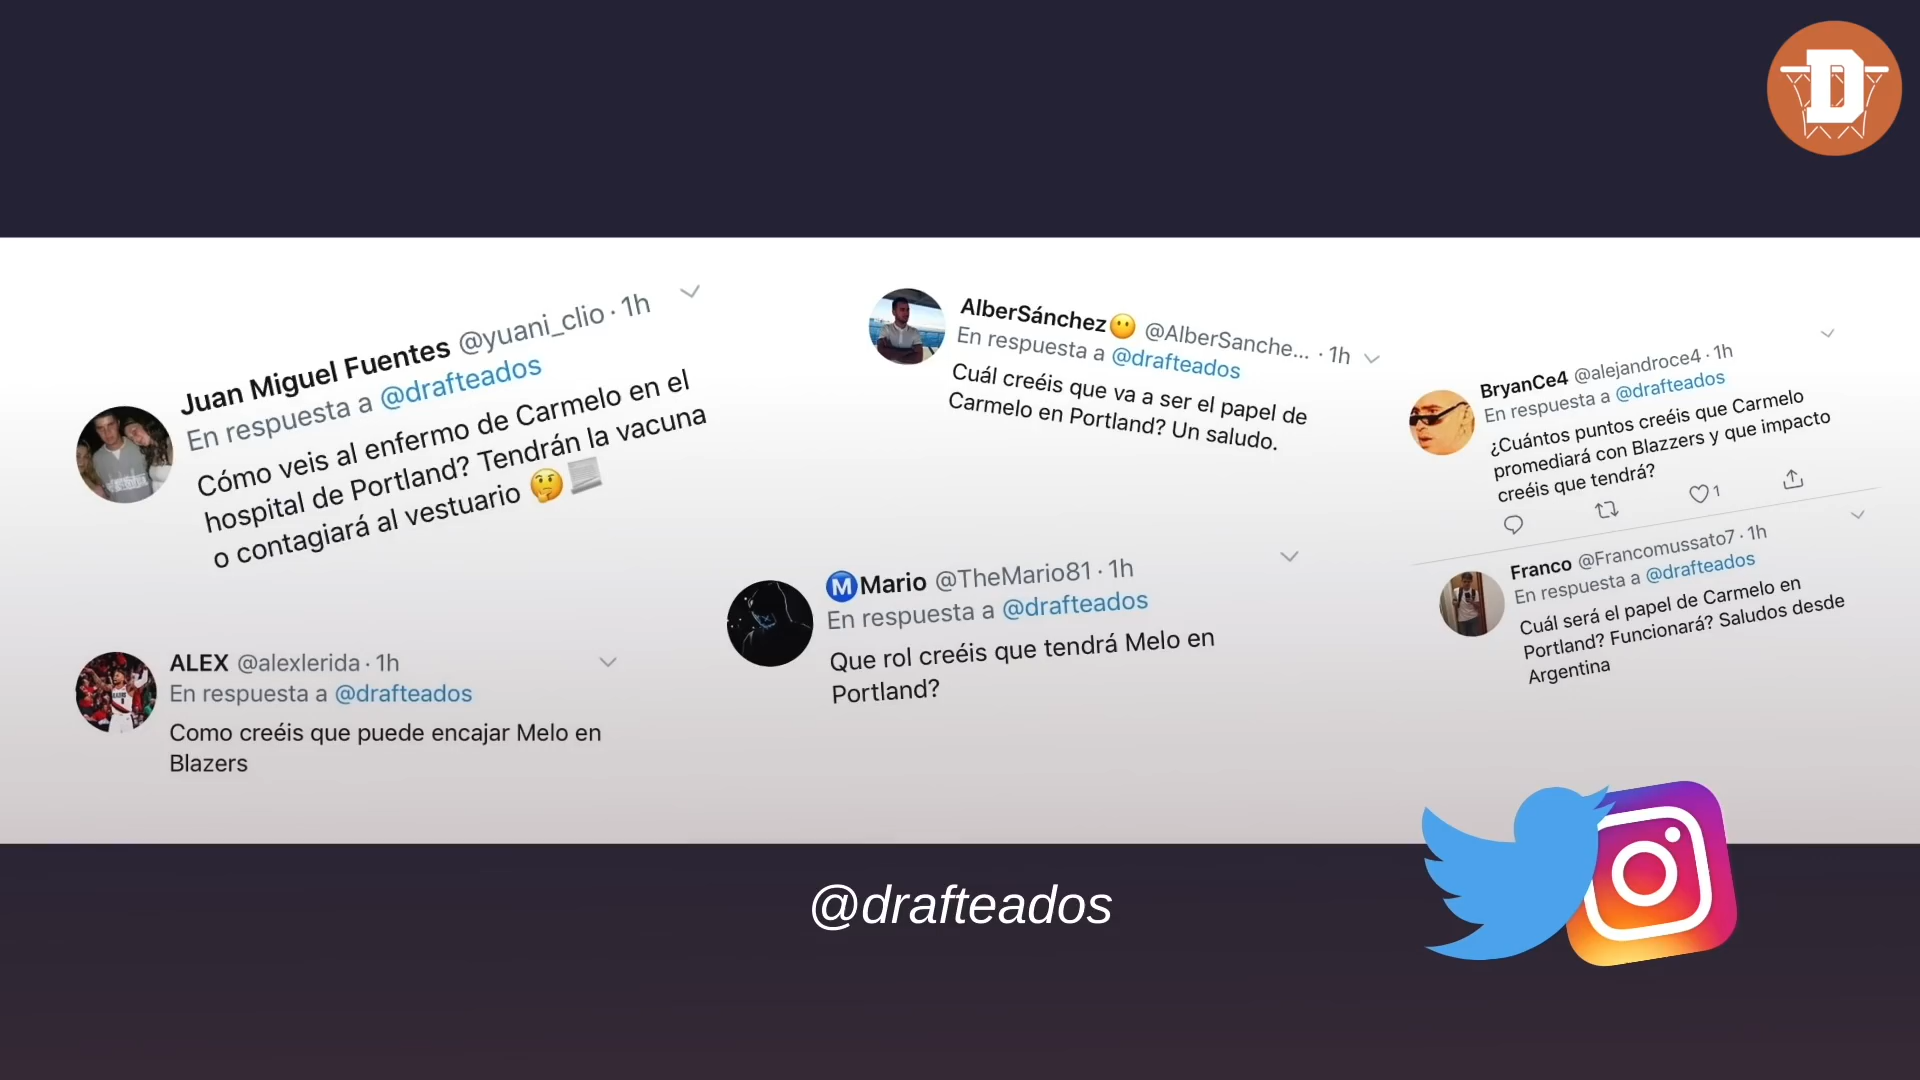 D
Juan Miguel Fuentes @yuani_clio · 1h
En respuesta a @drafteados
Cómo veis al enfermo de Carmelo en el
hospital de Portland? Tendrán la vacuna
o contagiará al vestuario 🤔
AlberSánchez😶 @AlberSanche... · 1h
En respuesta a @drafteados
Cuál creéis que va a ser el papel de
Carmelo en Portland? Un saludo.
BryanCe4 @alejandroce4 · 1h
En respuesta a @drafteados
¿Cuántos puntos creéis que Carmelo
promediará con Blazzers y que impacto
creéis que tendrá?
1
Franco @Francomussato7 · 1h
En respuesta a @drafteados
Cuál será el papel de Carmelo en
Portland? Funcionará? Saludos desde
Argentina
ⓂMario @TheMario81 · 1h
En respuesta a @drafteados
Que rol creéis que tendrá Melo en
Portland?
ALEX @alexlerida · 1h
En respuesta a @drafteados
Como creéis que puede encajar Melo en
Blazers
@drafteados